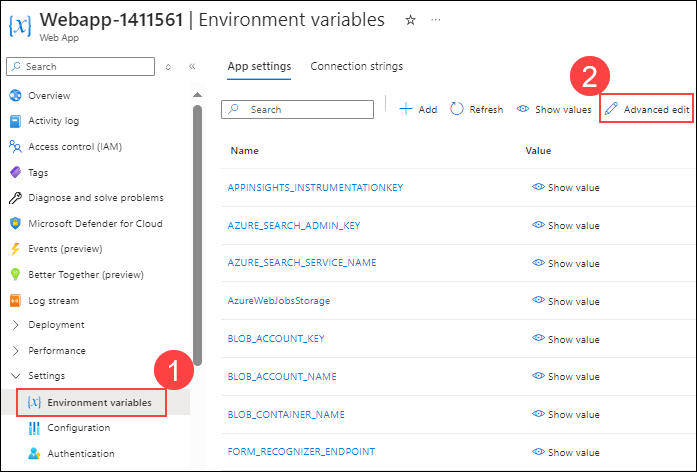 Webapp-1411561 | Environment variables ☆ ···
Web App
Search
App settings Connection strings
2
Search Add Refresh Show values Advanced edit
Overview
Activity log
Access control (IAM)
Tags
Diagnose and solve problems
Microsoft Defender for Cloud
Events (preview)
Better Together (preview)
Log stream
Deployment
Performance
Settings
1
Environment variables
Configuration
Authentication
Name Value
APPINSIGHTS_INSTRUMENTATIONKEY Show value
AZURE_SEARCH_ADMIN_KEY Show value
AZURE_SEARCH_SERVICE_NAME Show value
AzureWebJobsStorage Show value
BLOB_ACCOUNT_KEY Show value
BLOB_ACCOUNT_NAME Show value
BLOB_CONTAINER_NAME Show value
FORM_RECOGNIZER_ENDPOINT Show value